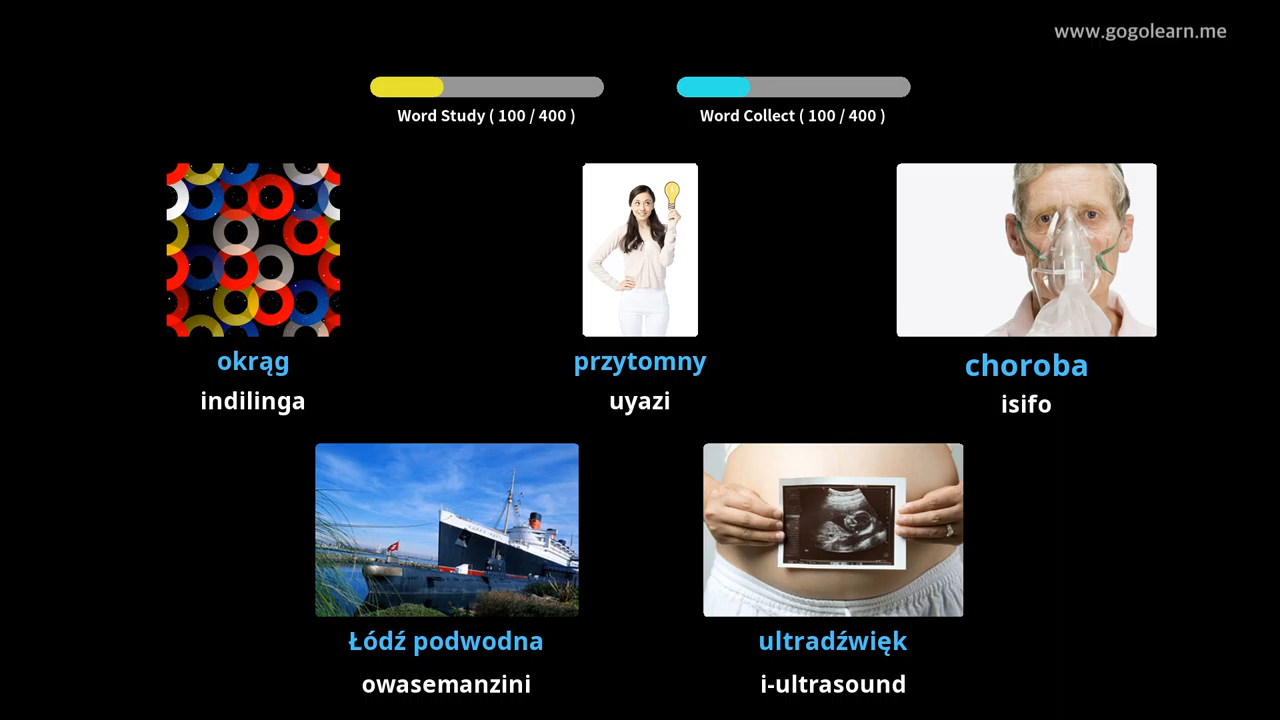 www.gogolearn.me
Word Study ( 100 / 400 )
Word Collect ( 100 / 400 )
okrąg
przytomny
choroba
indilinga
uyazi
isifo
Łódź podwodna
ultradźwięk
owasemanzini
i-ultrasound